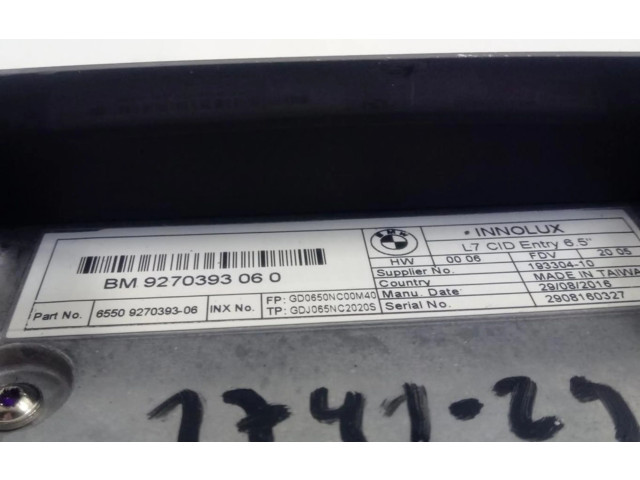 BMW
INNOLUX
L7 CID Entry 6.5"
HW 00 06 FDV 20 05
Supplier No. 193304-10
Country MADE IN TAIWAN
Manu. Date 29/08/2016
Serial No. 2908160327
BM 9270393 06 0
Part No. 6550 9270393-06 INX No. FP: GD0650NC00M40
TP: GDJ065NC2020S
1741-29